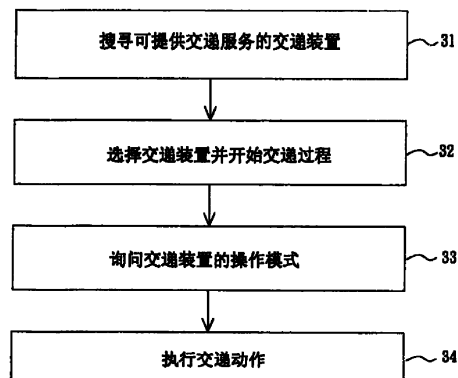 搜寻可提供交递服务的交递装置
31
选择交递装置并开始交递过程
32
询问交递装置的操作模式
33
执行交递动作
34